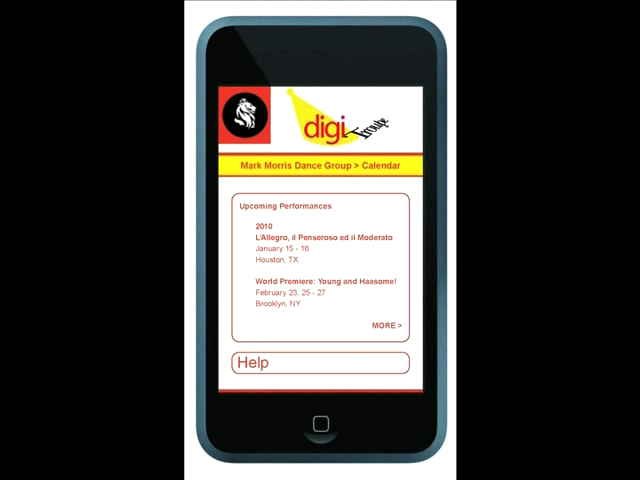 digi Troupe
Mark Morris Dance Group > Calendar
Upcoming Performances
2010
L'Allegro, il Penseroso ed il Moderato
January 15 - 16
Houston, TX
World Premiere: Young and Haasome!
February 23, 25 - 27
Brooklyn, NY
MORE >
Help